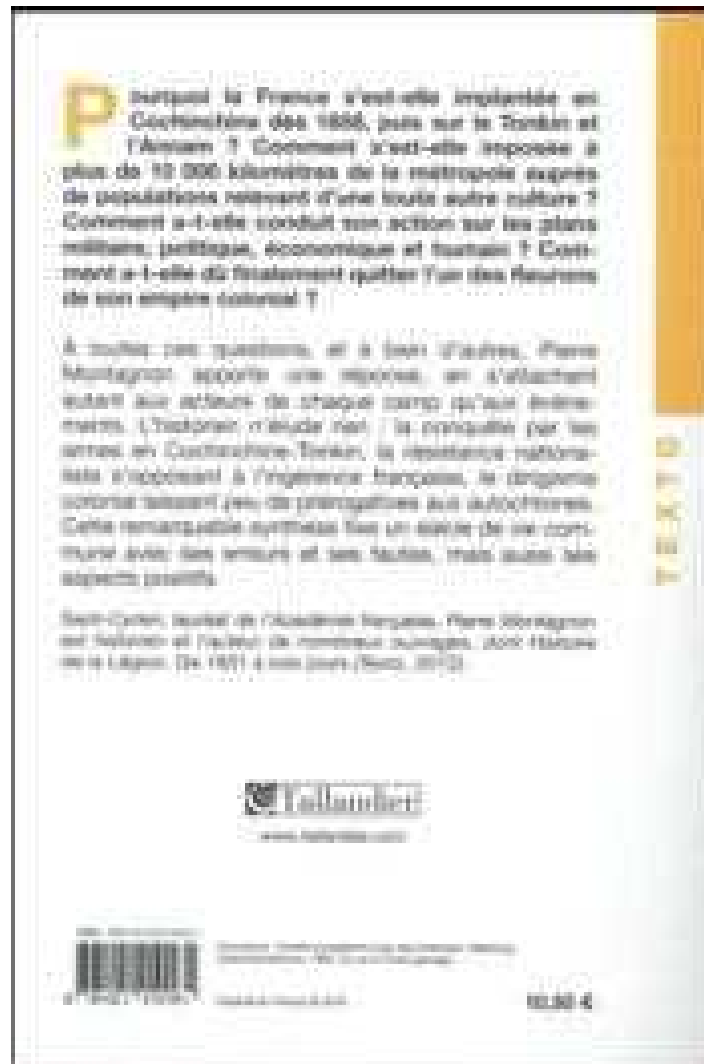 Pourquoi la France s'est-elle implantée en
Cochinchine dès 1858, puis sur le Tonkin et
l'Annam ? Comment s'est-elle imposée à
plus de 10 000 kilomètres de la métropole auprès
de populations relevant d'une toute autre culture ?
Comment a-t-elle conduit son action sur les plans
militaire, politique, économique et humain ? Com-
ment a-t-elle dû finalement quitter l'un des fleurons
de son empire colonial ?
À toutes ces questions, et à bien d'autres, Pierre
Montagnon apporte une réponse, en s'attachant
autant aux acteurs de chaque camp qu'aux événe-
ments. L'historien n'élude rien : la conquête par les
armes en Cochinchine-Tonkin, la résistance nationa-
liste s'opposant à l'ingérence française, le dirigisme
colonial laissant peu de prérogatives aux autochtones.
Cette remarquable synthèse fixe un siècle de vie com-
mune avec ses erreurs et ses fautes, mais aussi ses
aspects positifs.
Saint-Cyrien, lauréat de l'Académie française, Pierre Montagnon
est historien et l'auteur de nombreux ouvrages, dont Histoire
de la Légion. De 1831 à nos jours
Tallandier
www.tallandier.com
10,50 €
TEXTO